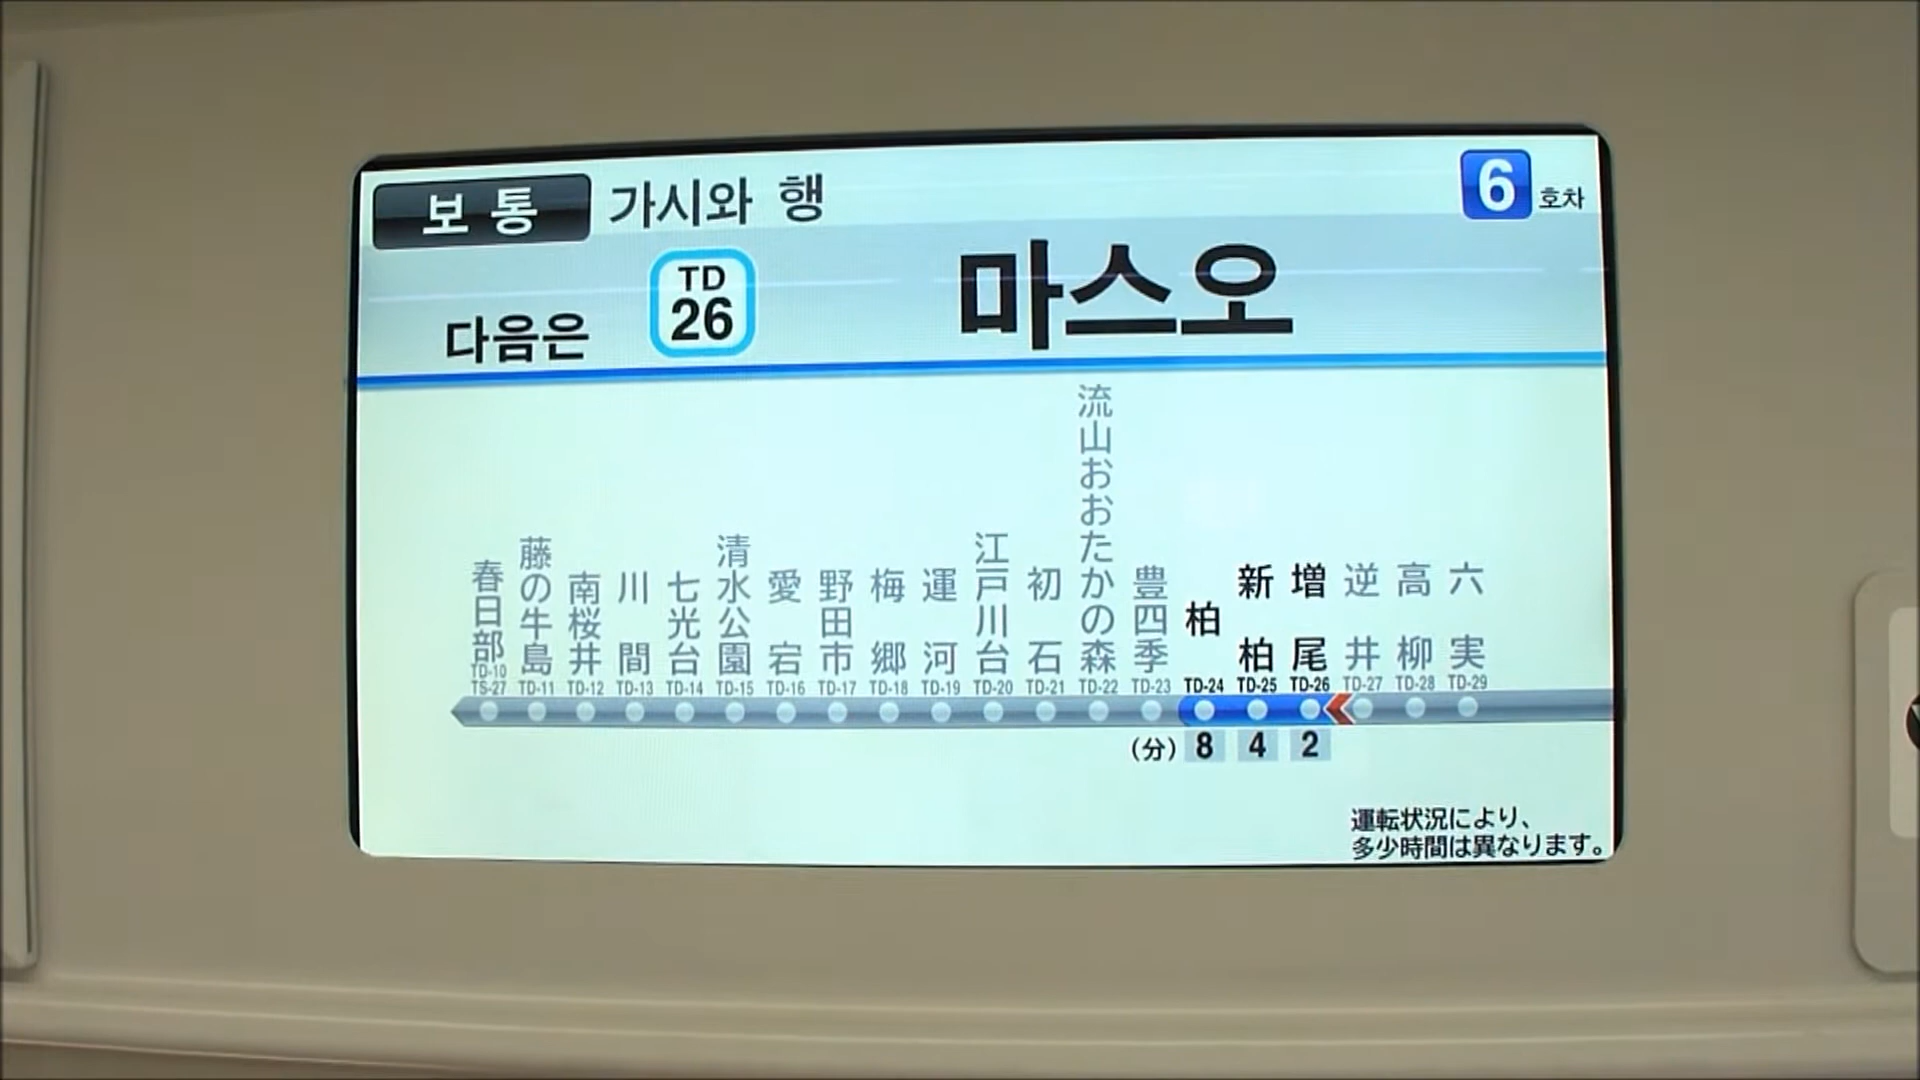 보통 가시와 행
6 호차
다음은
TD
26
마스오
春日部
藤の牛島
南桜井
川間
七光台
清水公園
愛宕
野田市
梅郷
運河
江戸川台
初石
流山おおたかの森
豊四季
柏
新柏
増尾
逆井
高柳
六実
TD-10
TS-27 TD-11 TD-12 TD-13 TD-14 TD-15 TD-16 TD-17 TD-18 TD-19 TD-20 TD-21 TD-22 TD-23 TD-24 TD-25 TD-26 TD-27 TD-28 TD-29
(分) 8 4 2
運転状況により、
多少時間は異なります。